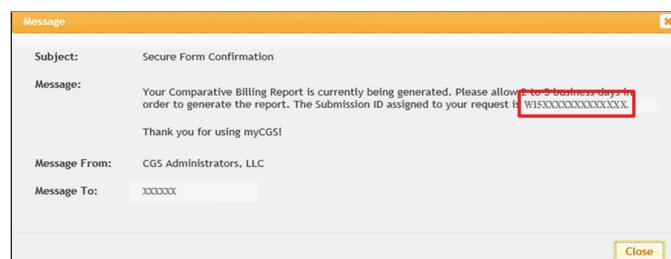 Message
Subject: Secure Form Confirmation
Message: Your Comparative Billing Report is currently being generated. Please allow 2 to 3 business days in
order to generate the report. The Submission ID assigned to your request is W15XXXXXXXXXXXXX.
Thank you for using myCGS!
Message From: CGS Administrators, LLC
Message To: XXXXXX
Close